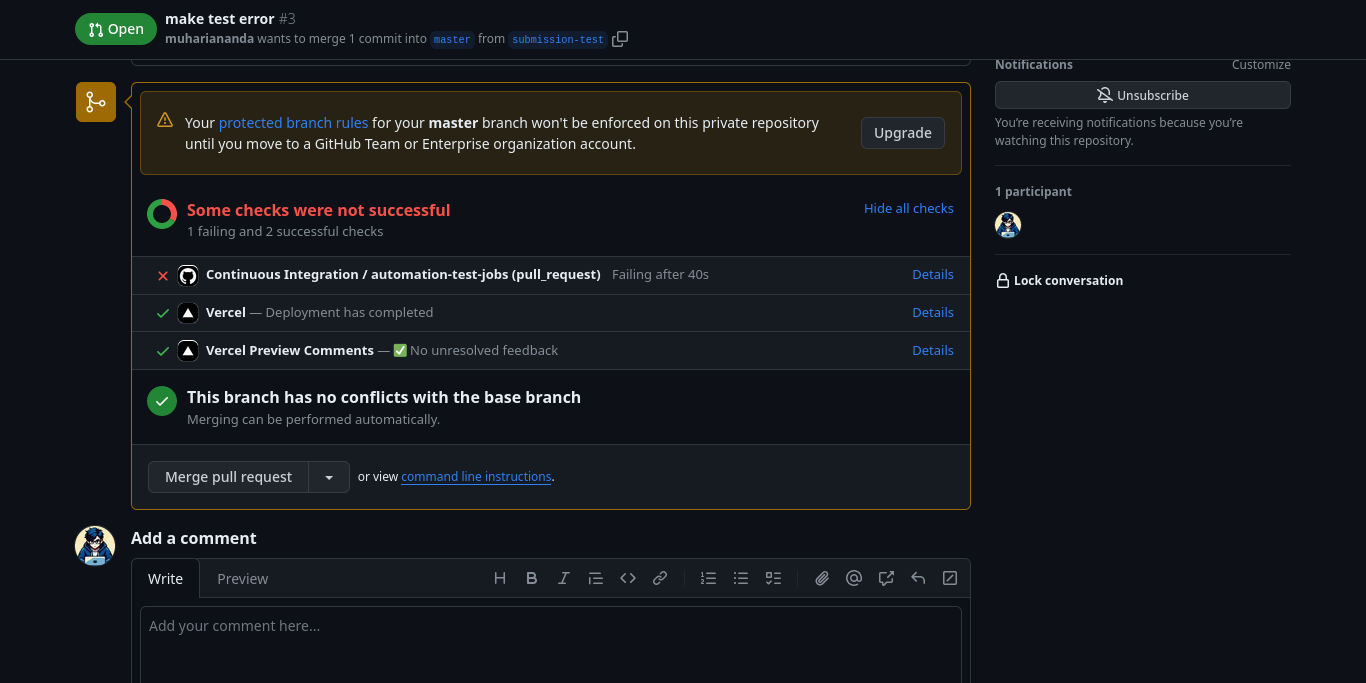 Open
make test error #3
muhariananda wants to merge 1 commit into master from submission-test
Notifications
Customize
Unsubscribe
You're receiving notifications because you're
watching this repository.
1 participant
Lock conversation
Your protected branch rules for your master branch won't be enforced on this private repository
until you move to a GitHub Team or Enterprise organization account.
Upgrade
Some checks were not successful
1 failing and 2 successful checks
Hide all checks
Continuous Integration / automation-test-jobs (pull_request) Failing after 40s
Details
Vercel — Deployment has completed
Details
Vercel Preview Comments — ✅ No unresolved feedback
Details
This branch has no conflicts with the base branch
Merging can be performed automatically.
Merge pull request
or view command line instructions.
Add a comment
Write
Preview
Add your comment here...